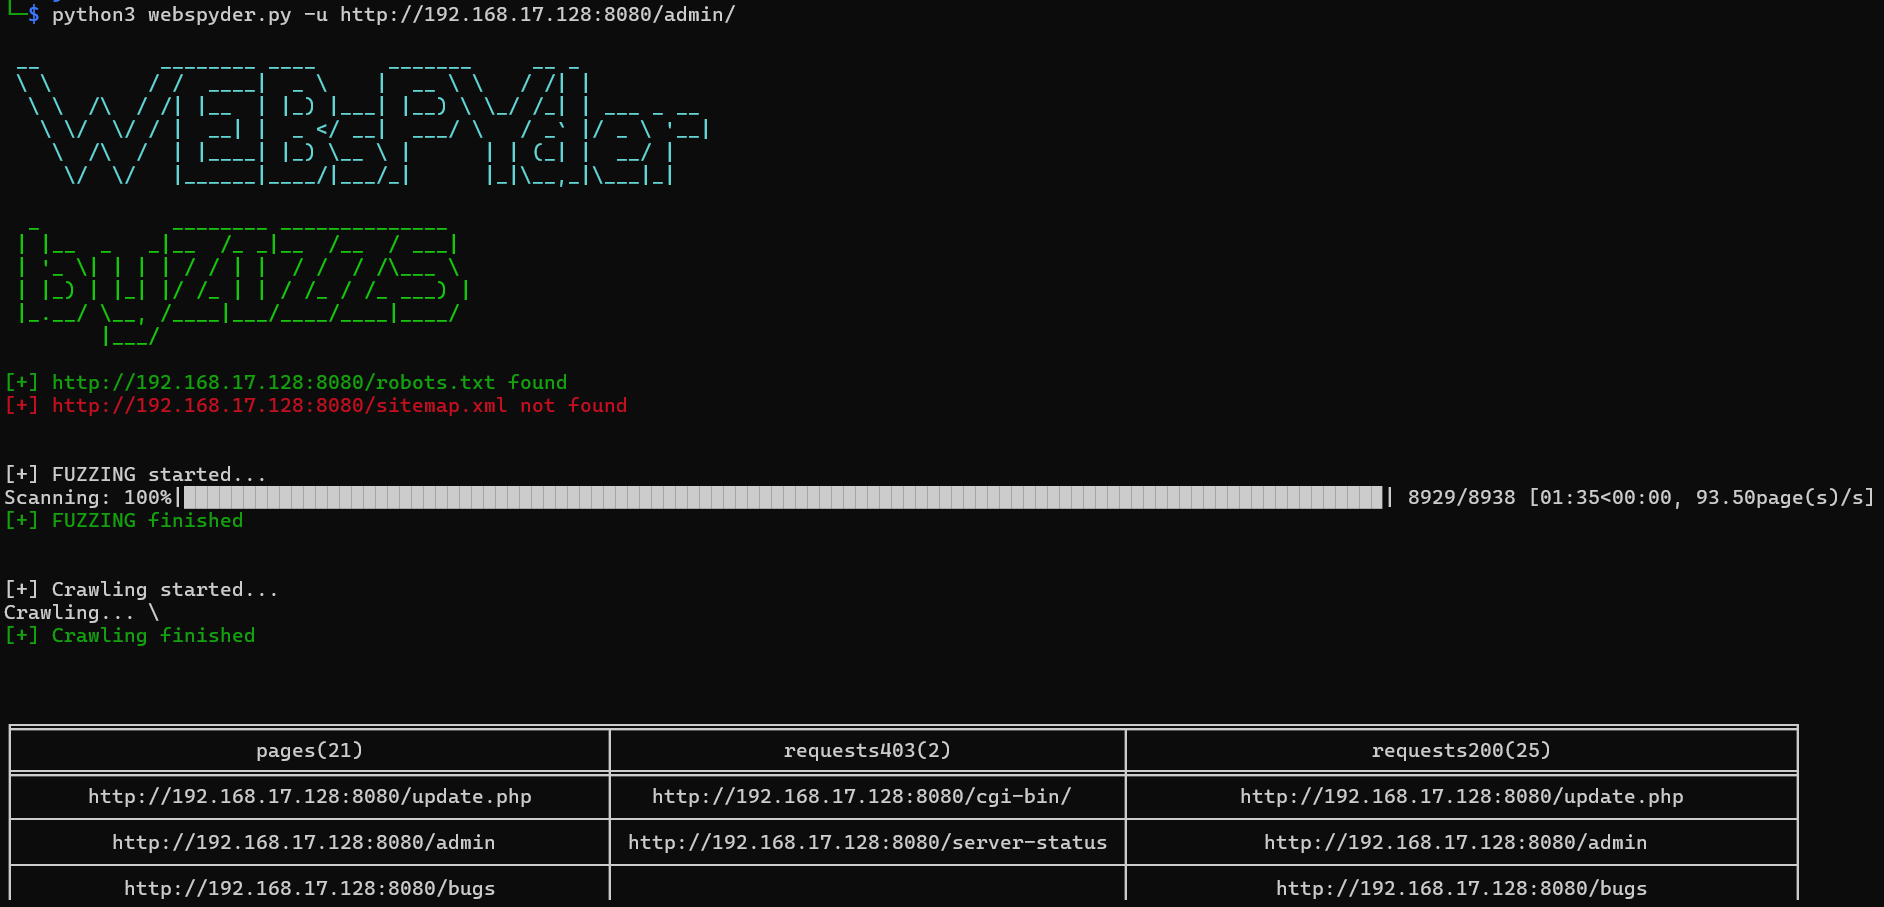 └─$ python3 webspyder.py -u http://192.168.17.128:8080/admin/
WEBsPYder
byZIZZS
[+] http://192.168.17.128:8080/robots.txt found
[+] http://192.168.17.128:8080/sitemap.xml not found
[+] FUZZING started...
Scanning: 100%| | 8929/8938 [01:35<00:00, 93.50page(s)/s]
[+] FUZZING finished
[+] Crawling started...
Crawling... \
[+] Crawling finished
pages(21) requests403(2) requests200(25)
http://192.168.17.128:8080/update.php http://192.168.17.128:8080/cgi-bin/ http://192.168.17.128:8080/update.php
http://192.168.17.128:8080/admin http://192.168.17.128:8080/server-status http://192.168.17.128:8080/admin
http://192.168.17.128:8080/bugs http://192.168.17.128:8080/bugs